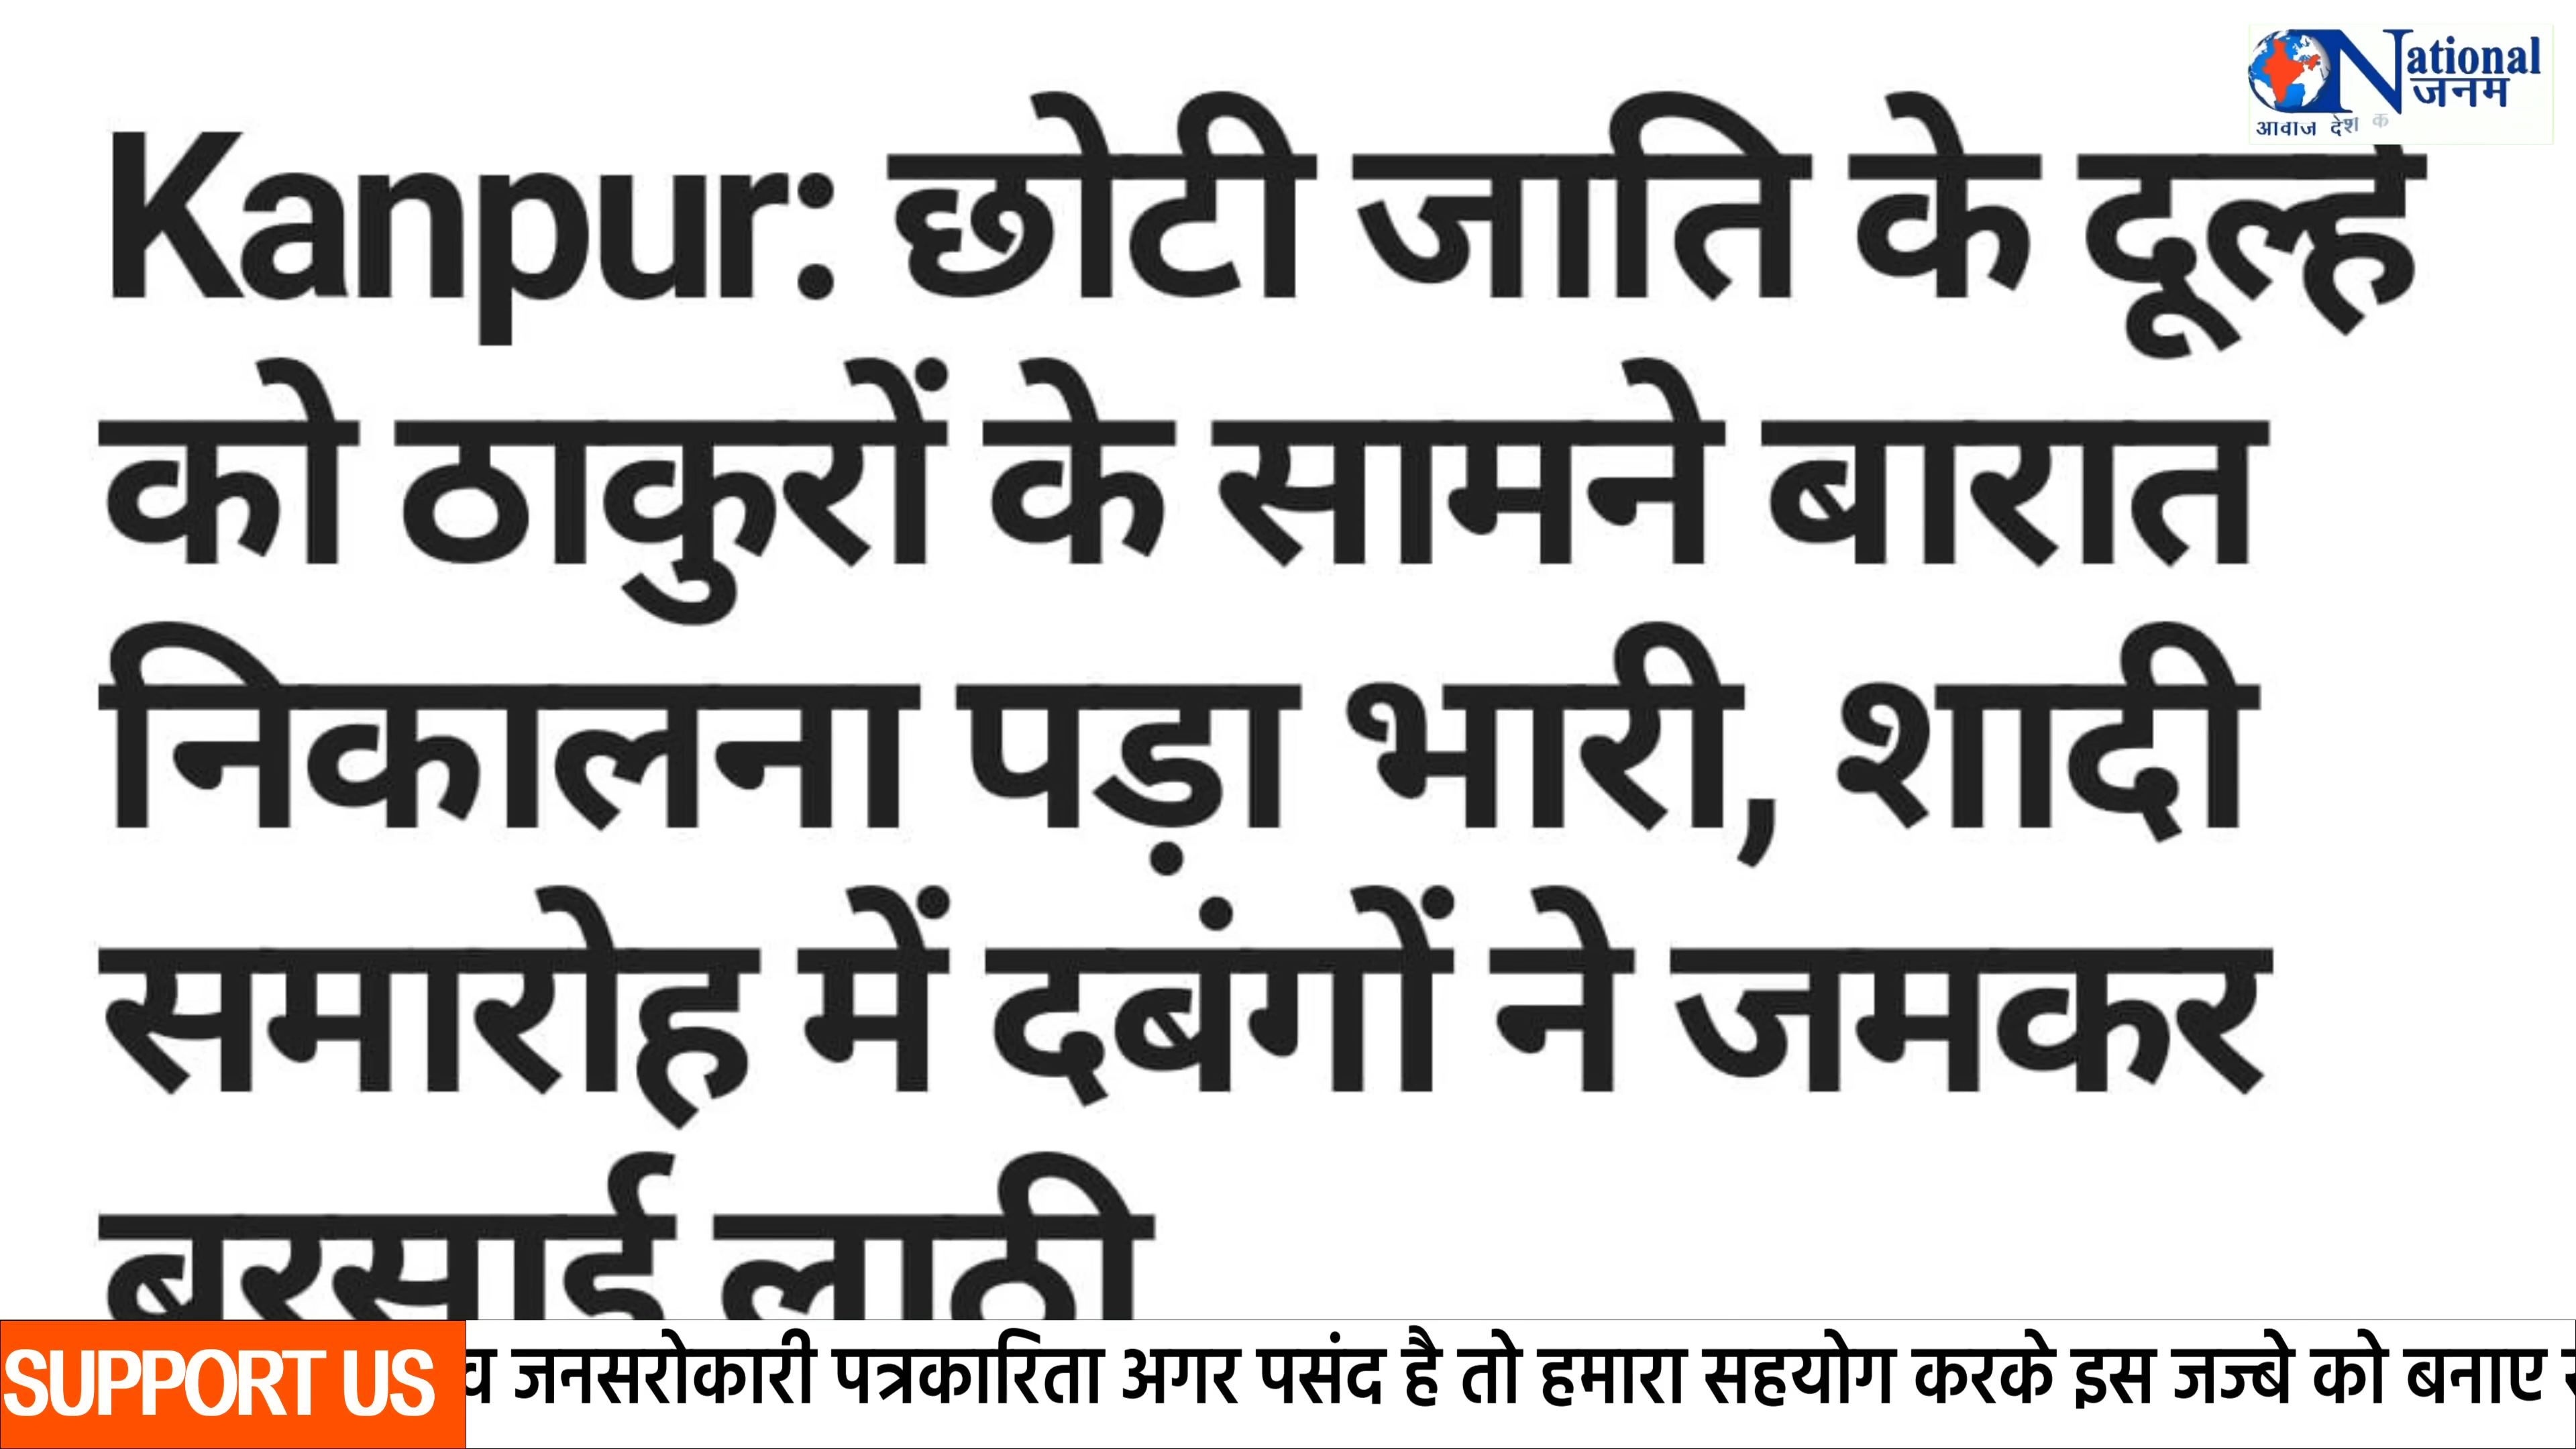 National
जनम
आवाज देश क
Kanpur: छोटी जाति के दूल्हे
को ठाकुरों के सामने बारात
निकालना पड़ा भारी, शादी
समारोह में दबंगों ने जमकर
बरसाई लाठी
SUPPORT US
व जनसरोकारी पत्रकारिता अगर पसंद है तो हमारा सहयोग करके इस जज्बे को बनाए